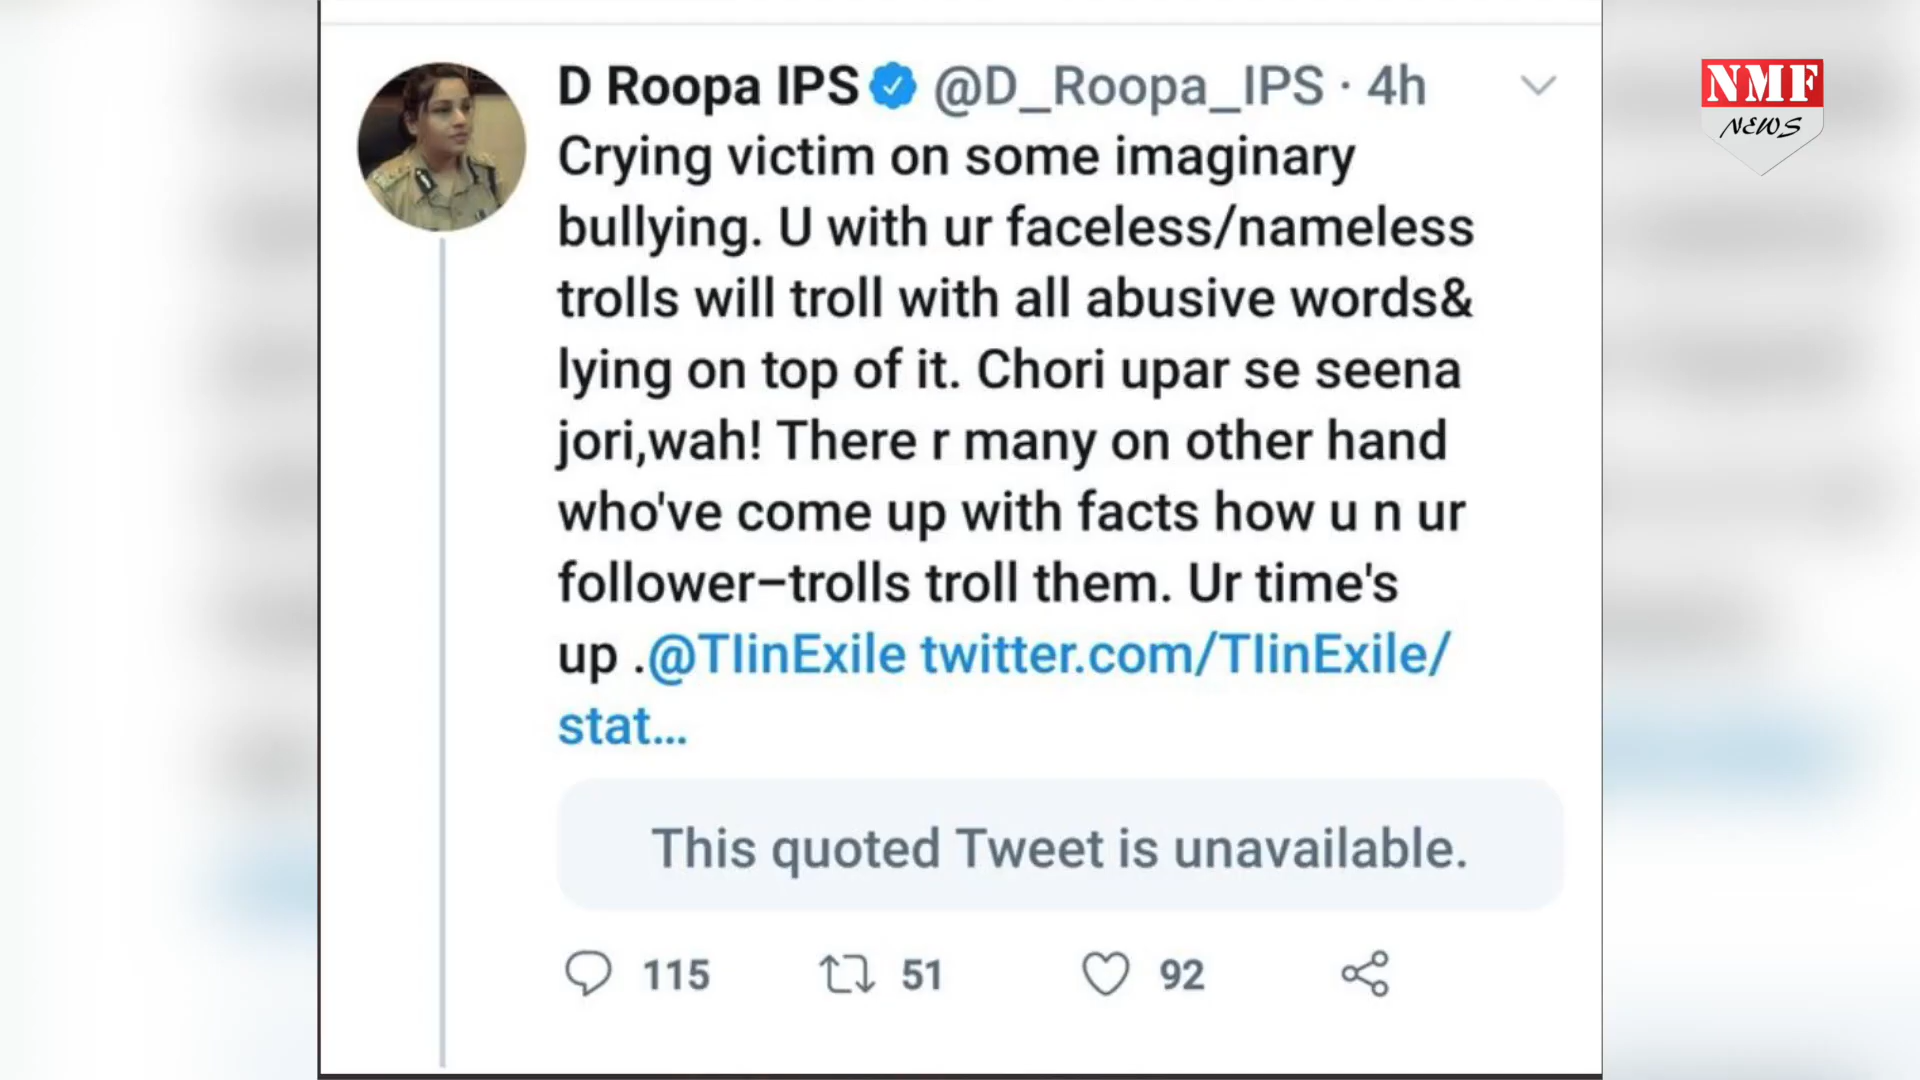 D Roopa IPS @D_Roopa_IPS · 4h
NMF
NEWS
Crying victim on some imaginary
bullying. U with ur faceless/nameless
trolls will troll with all abusive words&
lying on top of it. Chori upar se seena
jori,wah! There r many on other hand
who've come up with facts how u n ur
follower–trolls troll them. Ur time's
up .@TIinExile twitter.com/TIinExile/
stat...
This quoted Tweet is unavailable.
115 51 92